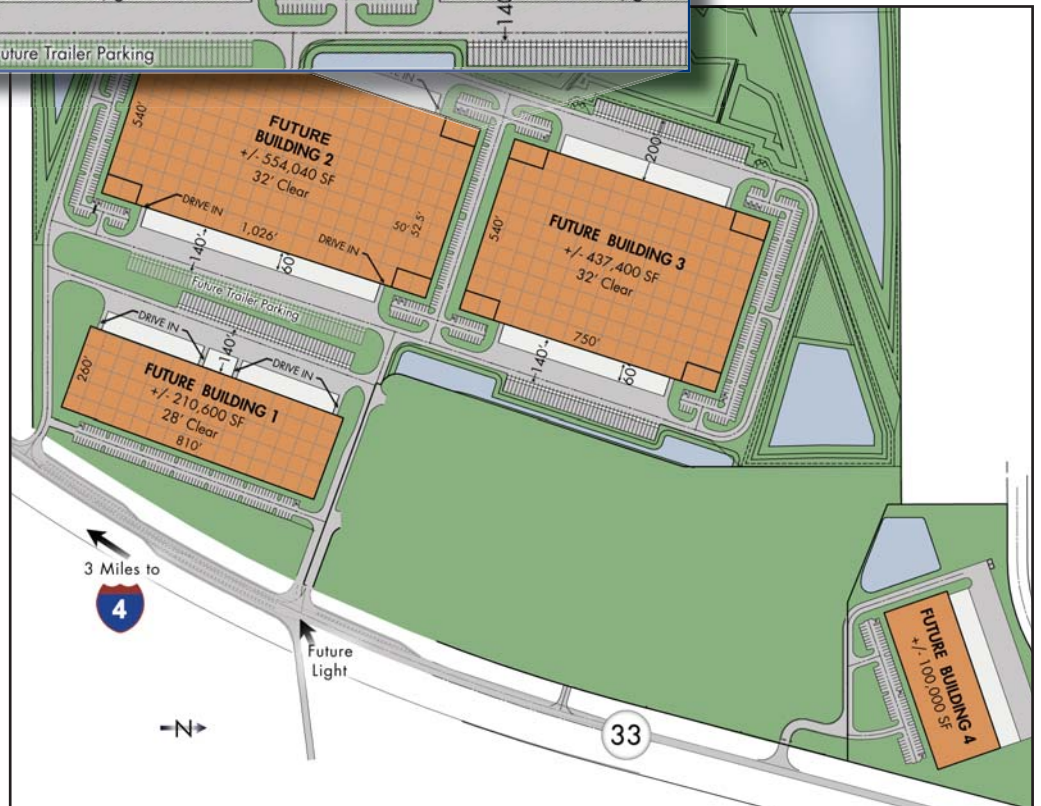 140'
uture Trailer Parking
540'
FUTURE
BUILDING 2
+/- 554,040 SF
32' Clear
DRIVE IN
1,026'
DRIVE IN
50'
52.5'
140'
60'
200'
FUTURE BUILDING 3
+/- 437,400 SF
32' Clear
540'
750'
140'
60'
Future Trailer Parking
DRIVE IN
140'
DRIVE IN
260'
FUTURE BUILDING 1
+/- 210,600 SF
28' Clear
810'
3 Miles to
4
Future
Light
N
33
FUTURE BUILDING 4
+/- 100,000 SF